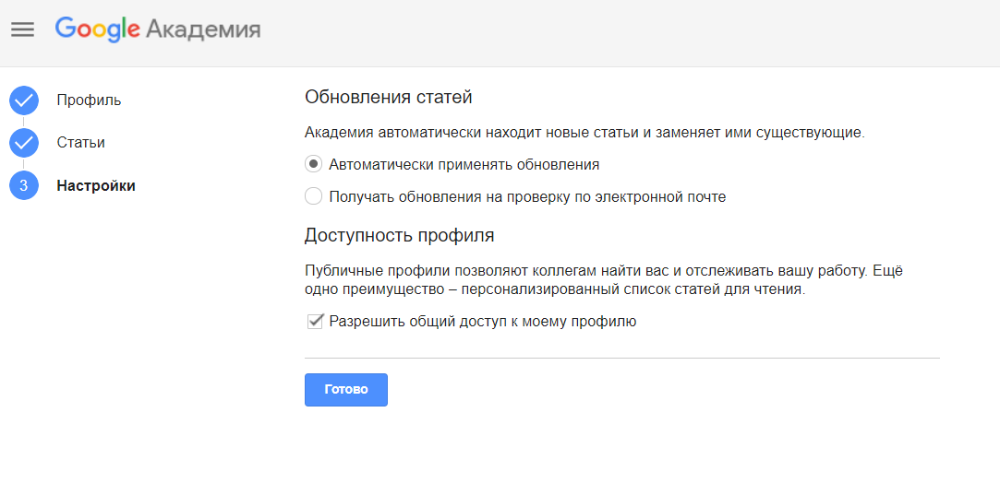 Google Академия
Профиль
Статьи
3 Настройки
Обновления статей
Академия автоматически находит новые статьи и заменяет ими существующие.
Автоматически применять обновления
Получать обновления на проверку по электронной почте
Доступность профиля
Публичные профили позволяют коллегам найти вас и отслеживать вашу работу. Ещё
одно преимущество – персонализированный список статей для чтения.
Разрешить общий доступ к моему профилю
Готово